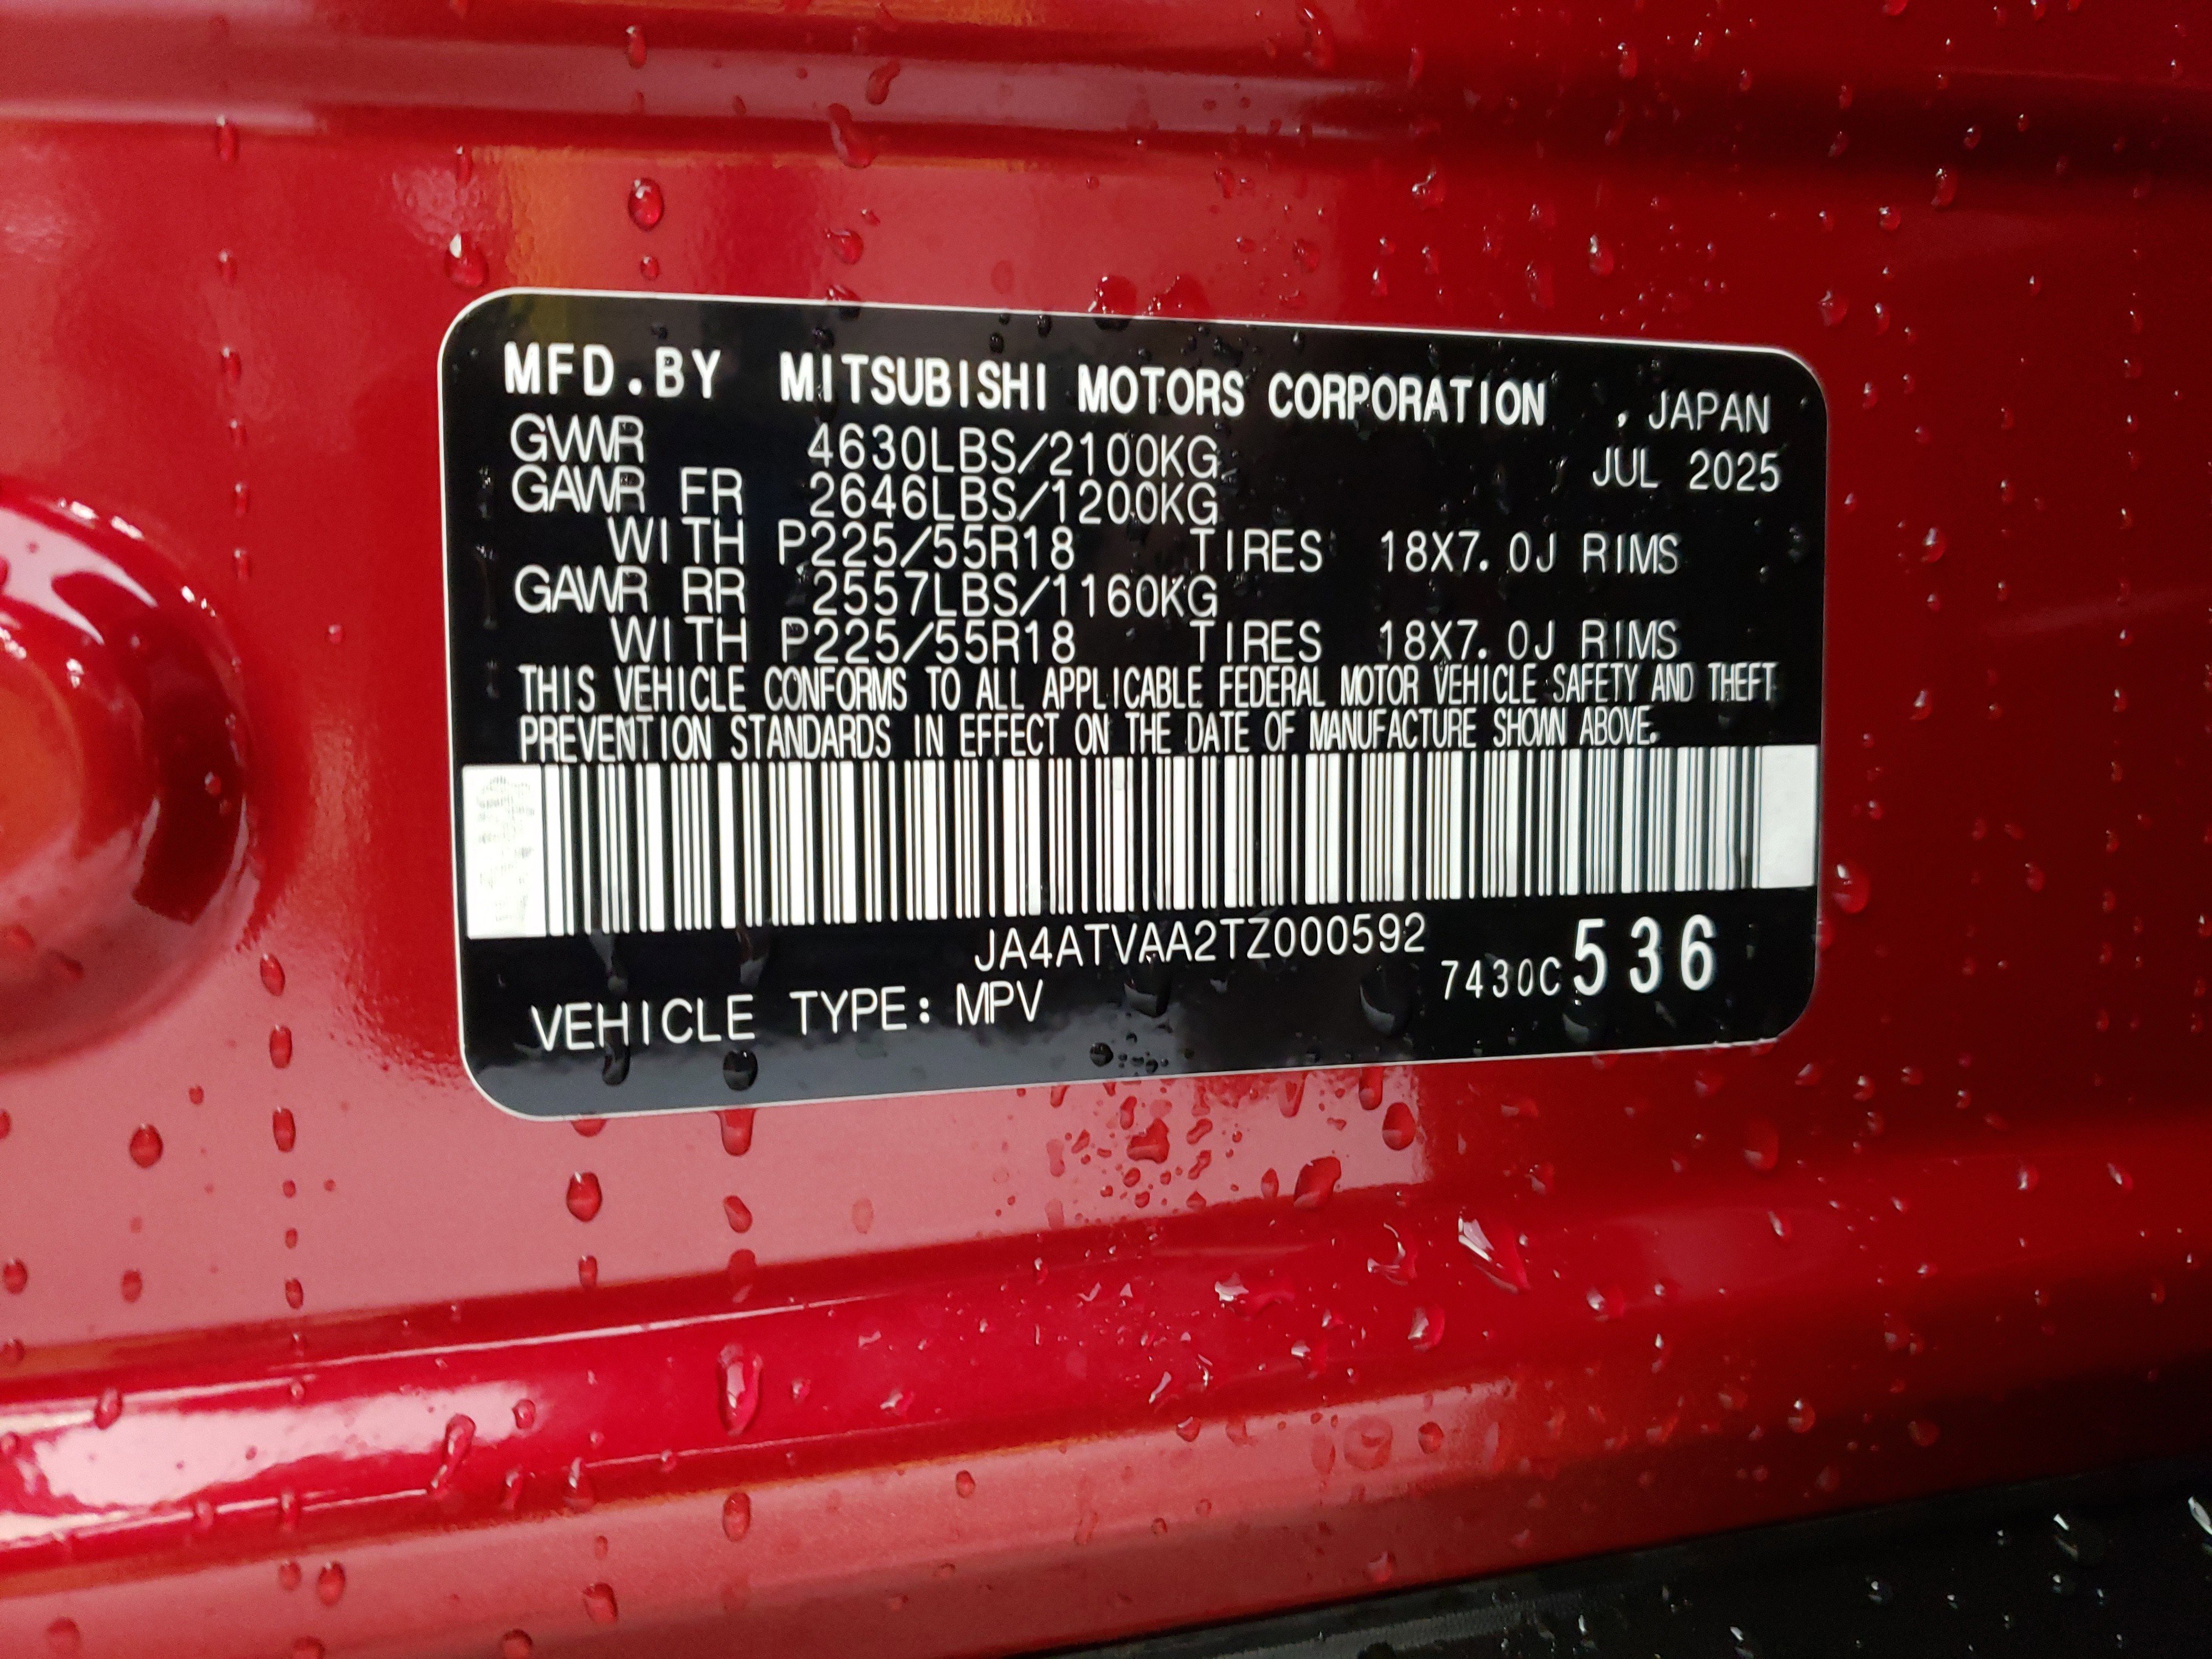 MFD.BY MITSUBISHI MOTORS CORPORATION , JAPAN
GVWR 4630LBS/2100KG JUL 2025
GAWR FR 2646LBS/1200KG
WITH P225/55R18 TIRES 18X7.0J RIMS
GAWR RR 2557LBS/1160KG
WITH P225/55R18 TIRES 18X7.0J RIMS
THIS VEHICLE CONFORMS TO ALL APPLICABLE FEDERAL MOTOR VEHICLE SAFETY AND THEFT
PREVENTION STANDARDS IN EFFECT ON THE DATE OF MANUFACTURE SHOWN ABOVE.
JA4ATVAA2TZ000592
7430C536
VEHICLE TYPE: MPV